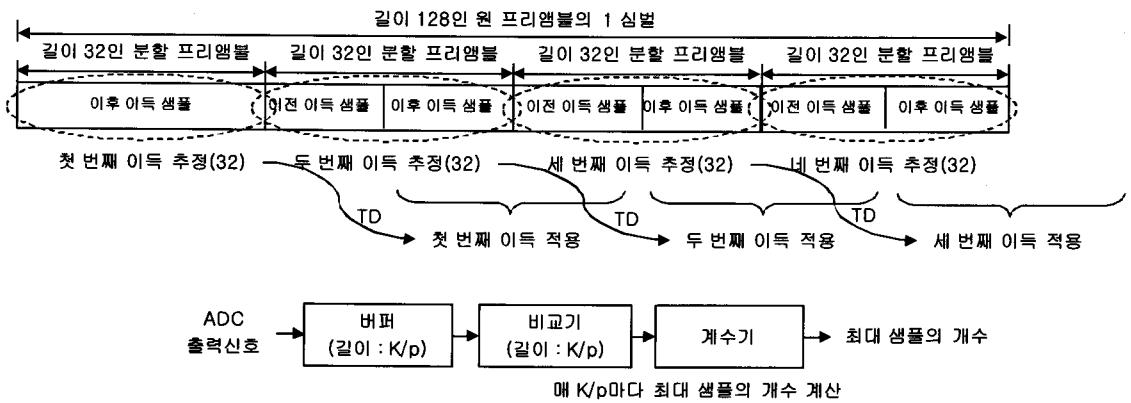 길이 128인 원 프리앰블의 1 심벌
길이 32인 분할 프리앰블 길이 32인 분할 프리앰블 길이 32인 분할 프리앰블 길이 32인 분할 프리앰블
이후 이득 샘플 이전 이득 샘플 이후 이득 샘플 이전 이득 샘플 이후 이득 샘플 이전 이득 샘플 이후 이득 샘플
첫 번째 이득 추정(32) 두 번째 이득 추정(32) 세 번째 이득 추정(32) 네 번째 이득 추정(32)
TD TD TD
첫 번째 이득 적용 두 번째 이득 적용 세 번째 이득 적용
ADC
출력신호
버퍼
(길이 : K/p)
비교기
(길이 : K/p)
계수기
최대 샘플의 개수
매 K/p마다 최대 샘플의 개수 계산